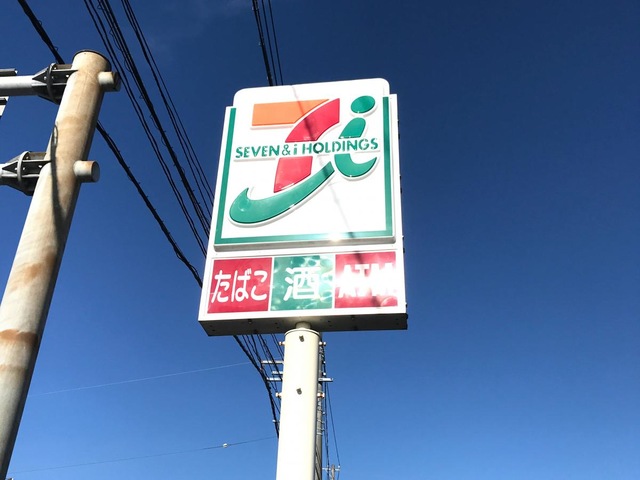 7i
SEVEN & i HOLDINGS
たばこ 酒 ATM